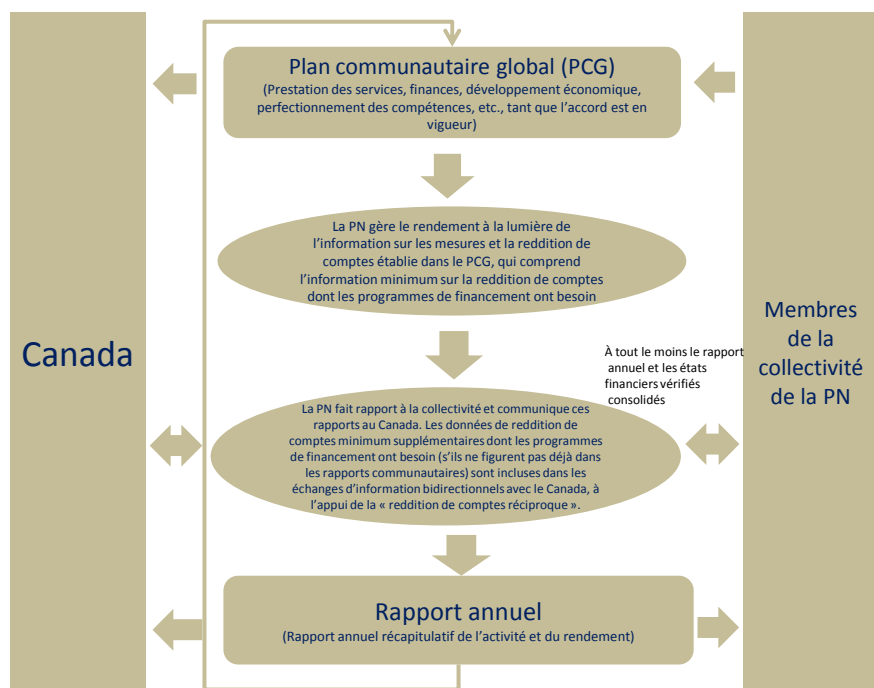 Plan communautaire global (PCG)
(Prestation des services, finances, développement économique,
perfectionnement des compétences, etc., tant que l'accord est en
vigueur)
La PN gère le rendement à la lumière de
l'information sur les mesures et la reddition de
comptes établie dans le PCG, qui comprend
l'information minimum sur la reddition de comptes
dont les programmes de financement ont besoin
Canada
Membres
de la
collectivité
de la PN
À tout le moins le rapport
annuel et les états
financiers vérifiés
consolidés
La PN fait rapport à la collectivité et communique ces
rapports au Canada. Les données de reddition de
comptes minimum supplémentaires dont les programmes
de financement ont besoin (s'ils ne figurent pas déjà dans
les rapports communautaires) sont incluses dans les
échanges d'information bidirectionnels avec le Canada, à
l'appui de la « reddition de comptes réciproque ».
Rapport annuel
(Rapport annuel récapitulatif de l'activité et du rendement)